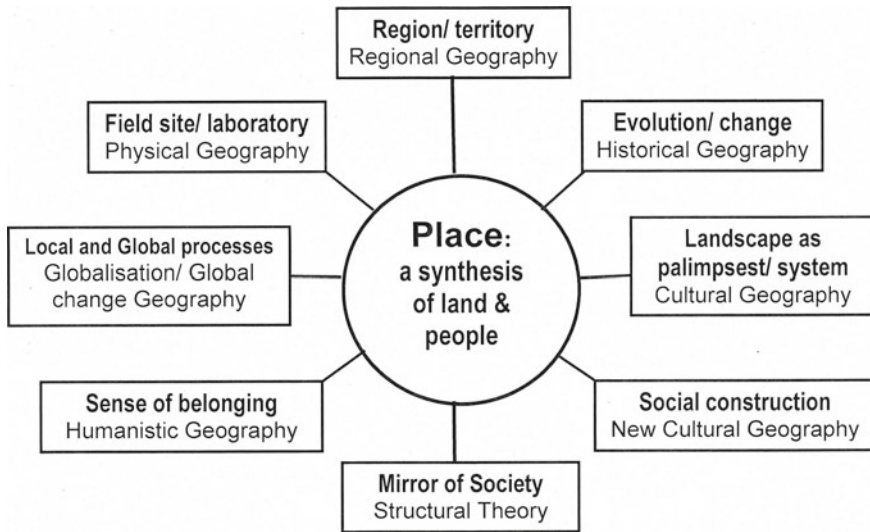 Region/ territory
Regional Geography
Field site/ laboratory
Physical Geography
Evolution/ change
Historical Geography
Place:
a synthesis
of land &
people
Local and Global processes
Globalisation/ Global
change Geography
Landscape as
palimpsest/ system
Cultural Geography
Sense of belonging
Humanistic Geography
Social construction
New Cultural Geography
Mirror of Society
Structural Theory